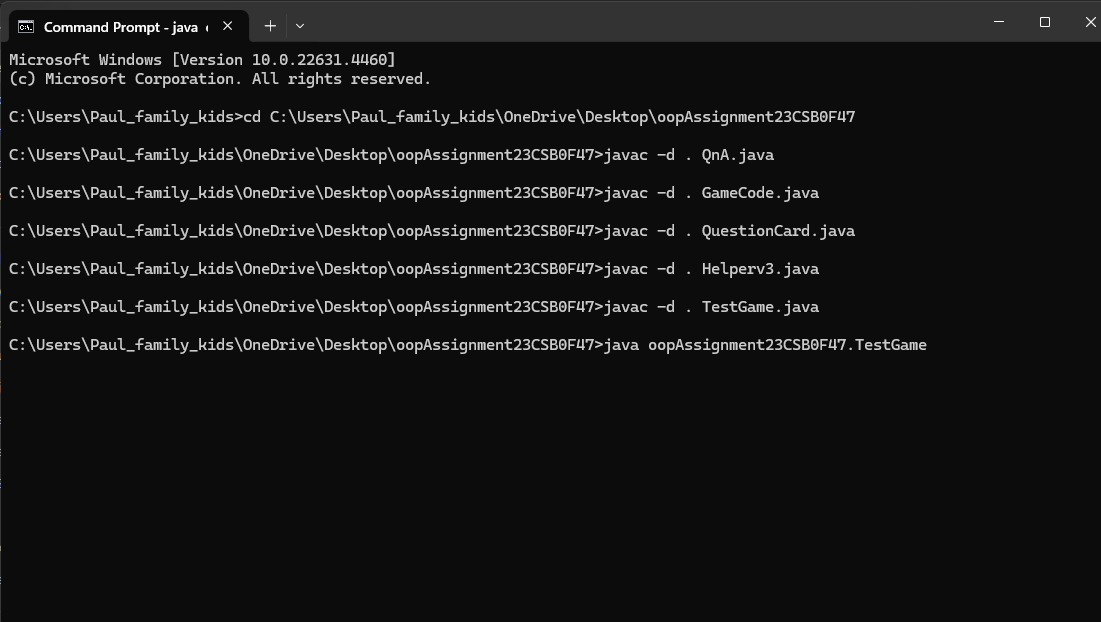 Command Prompt - java
Microsoft Windows [Version 10.0.22631.4460]
(c) Microsoft Corporation. All rights reserved.
C:\Users\Paul_family_kids>cd C:\Users\Paul_family_kids\OneDrive\Desktop\oopAssignment23CSB0F47
C:\Users\Paul_family_kids\OneDrive\Desktop\oopAssignment23CSB0F47>javac -d . QnA.java
C:\Users\Paul_family_kids\OneDrive\Desktop\oopAssignment23CSB0F47>javac -d . GameCode.java
C:\Users\Paul_family_kids\OneDrive\Desktop\oopAssignment23CSB0F47>javac -d . QuestionCard.java
C:\Users\Paul_family_kids\OneDrive\Desktop\oopAssignment23CSB0F47>javac -d . Helperv3.java
C:\Users\Paul_family_kids\OneDrive\Desktop\oopAssignment23CSB0F47>javac -d . TestGame.java
C:\Users\Paul_family_kids\OneDrive\Desktop\oopAssignment23CSB0F47>java oopAssignment23CSB0F47.TestGame